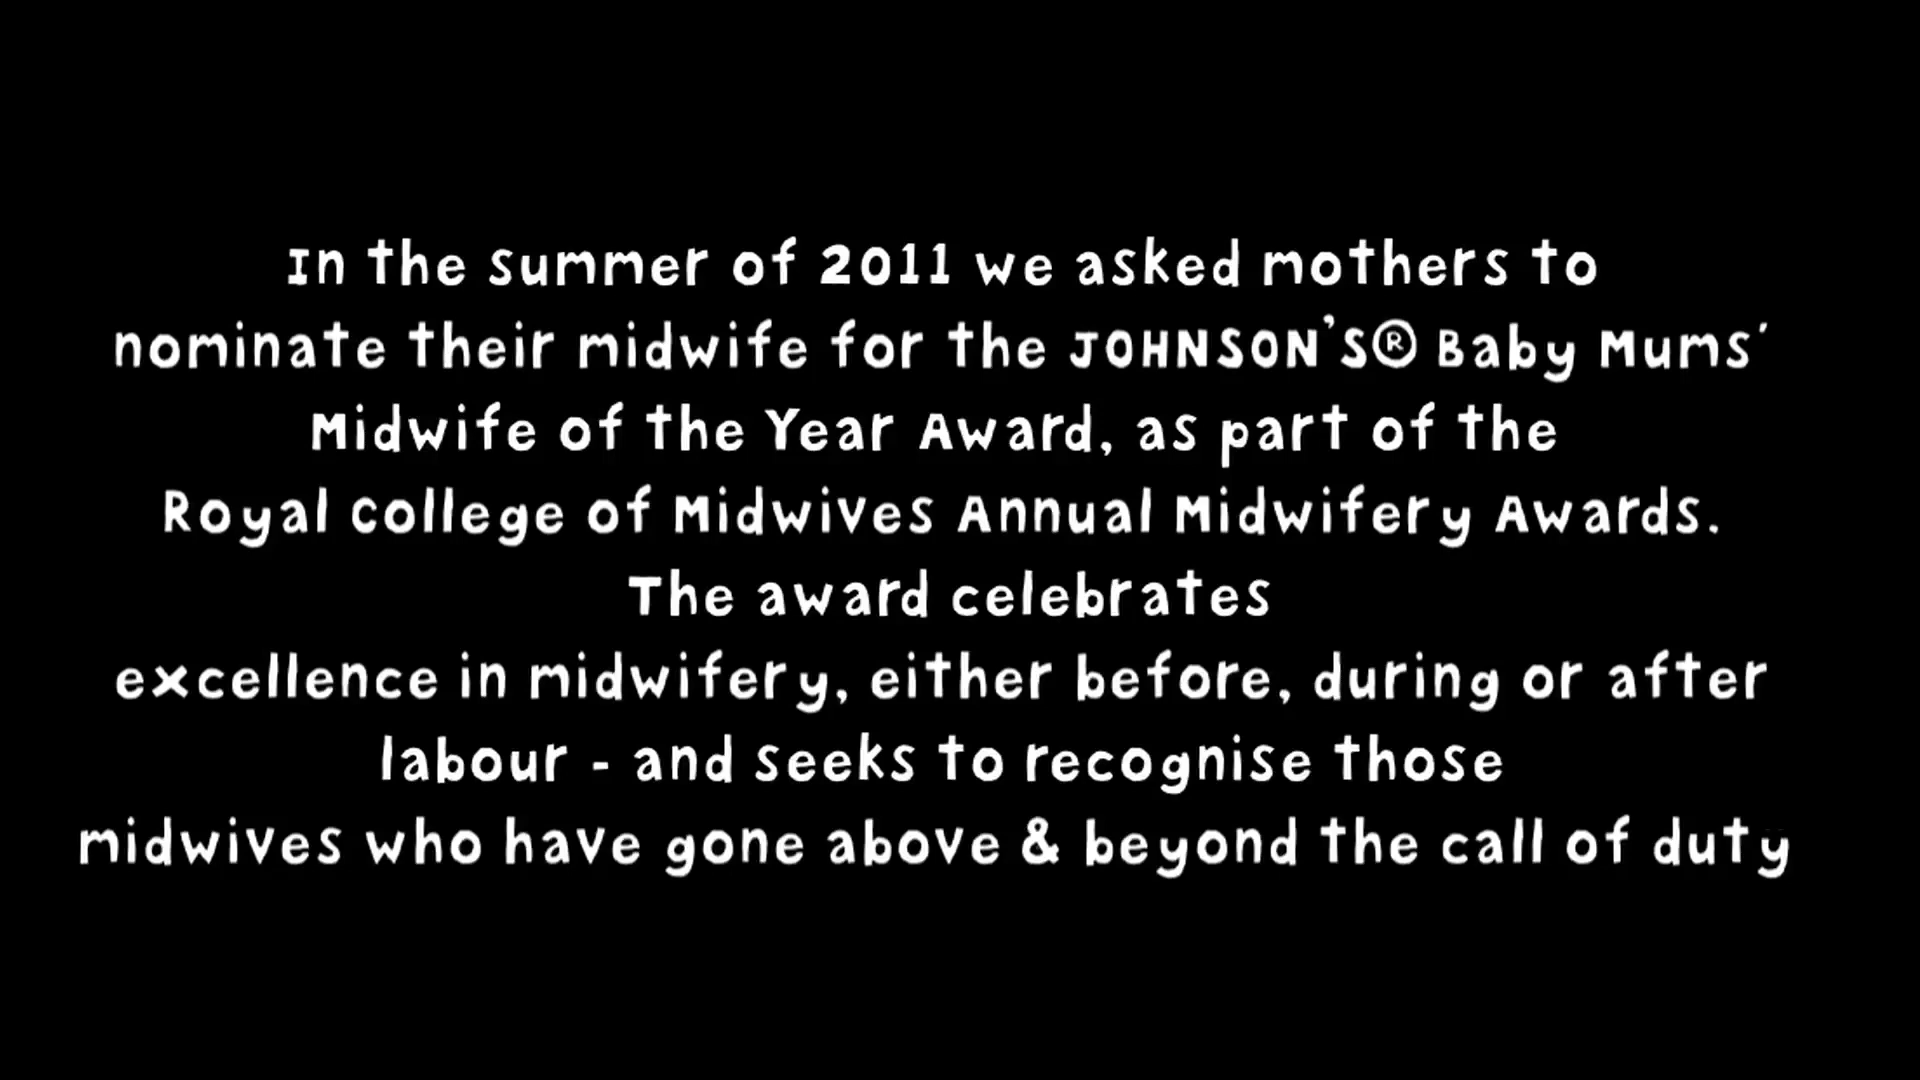 In the summer of 2011 we asked mothers to
nominate their midwife for the JOHNSON'S® Baby Mums'
Midwife of the Year Award, as part of the
Royal College of Midwives Annual Midwifery Awards.
The award celebrates
excellence in midwifery, either before, during or after
labour - and seeks to recognise those
midwives who have gone above & beyond the call of duty